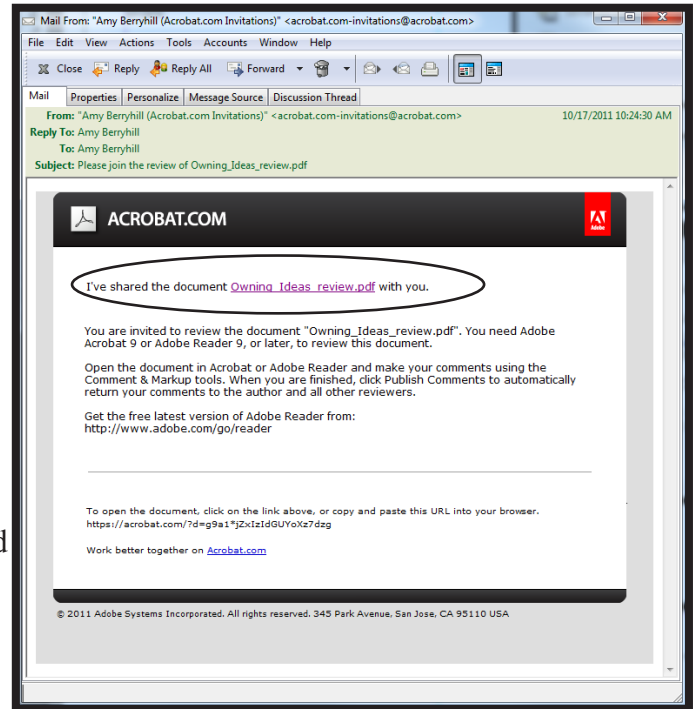 Mail From: "Amy Berryhill (Acrobat.com Invitations)" <acrobat.com-invitations@acrobat.com>
File Edit View Actions Tools Accounts Window Help
Close Reply Reply All Forward
Mail Properties Personalize Message Source Discussion Thread
From: "Amy Berryhill (Acrobat.com Invitations)" <acrobat.com-invitations@acrobat.com> 10/17/2011 10:24:30 AM
Reply To: Amy Berryhill
To: Amy Berryhill
Subject: Please join the review of Owning_Ideas_review.pdf
ACROBAT.COM
Adobe
I've shared the document Owning_Ideas_review.pdf with you.
You are invited to review the document "Owning_Ideas_review.pdf". You need Adobe
Acrobat 9 or Adobe Reader 9, or later, to review this document.
Open the document in Acrobat or Adobe Reader and make your comments using the
Comment & Markup tools. When you are finished, click Publish Comments to automatically
return your comments to the author and all other reviewers.
Get the free latest version of Adobe Reader from:
http://www.adobe.com/go/reader
To open the document, click on the link above, or copy and paste this URL into your browser.
https://acrobat.com/?d=g9a1*jZxIzIdGUYoXz7dzg
Work better together on Acrobat.com
© 2011 Adobe Systems Incorporated. All rights reserved. 345 Park Avenue, San Jose, CA 95110 USA